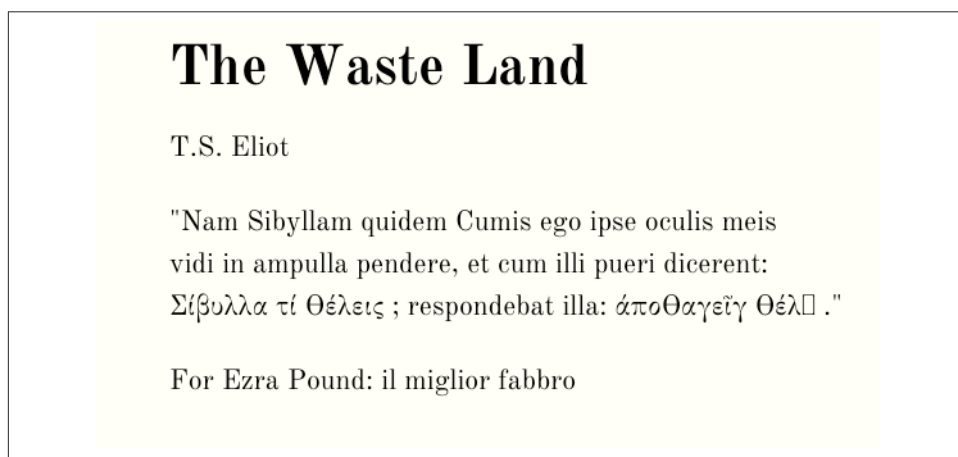 The Waste Land
T.S. Eliot
"Nam Sibyllam quidem Cumis ego ipse oculis meis
vidi in ampulla pendere, et cum illi pueri dicerent:
Σίβυλλα τί Θέλεις ; respondebat illa: άποΘαγεῖγ Θέλ▯ ."
For Ezra Pound: il miglior fabbro